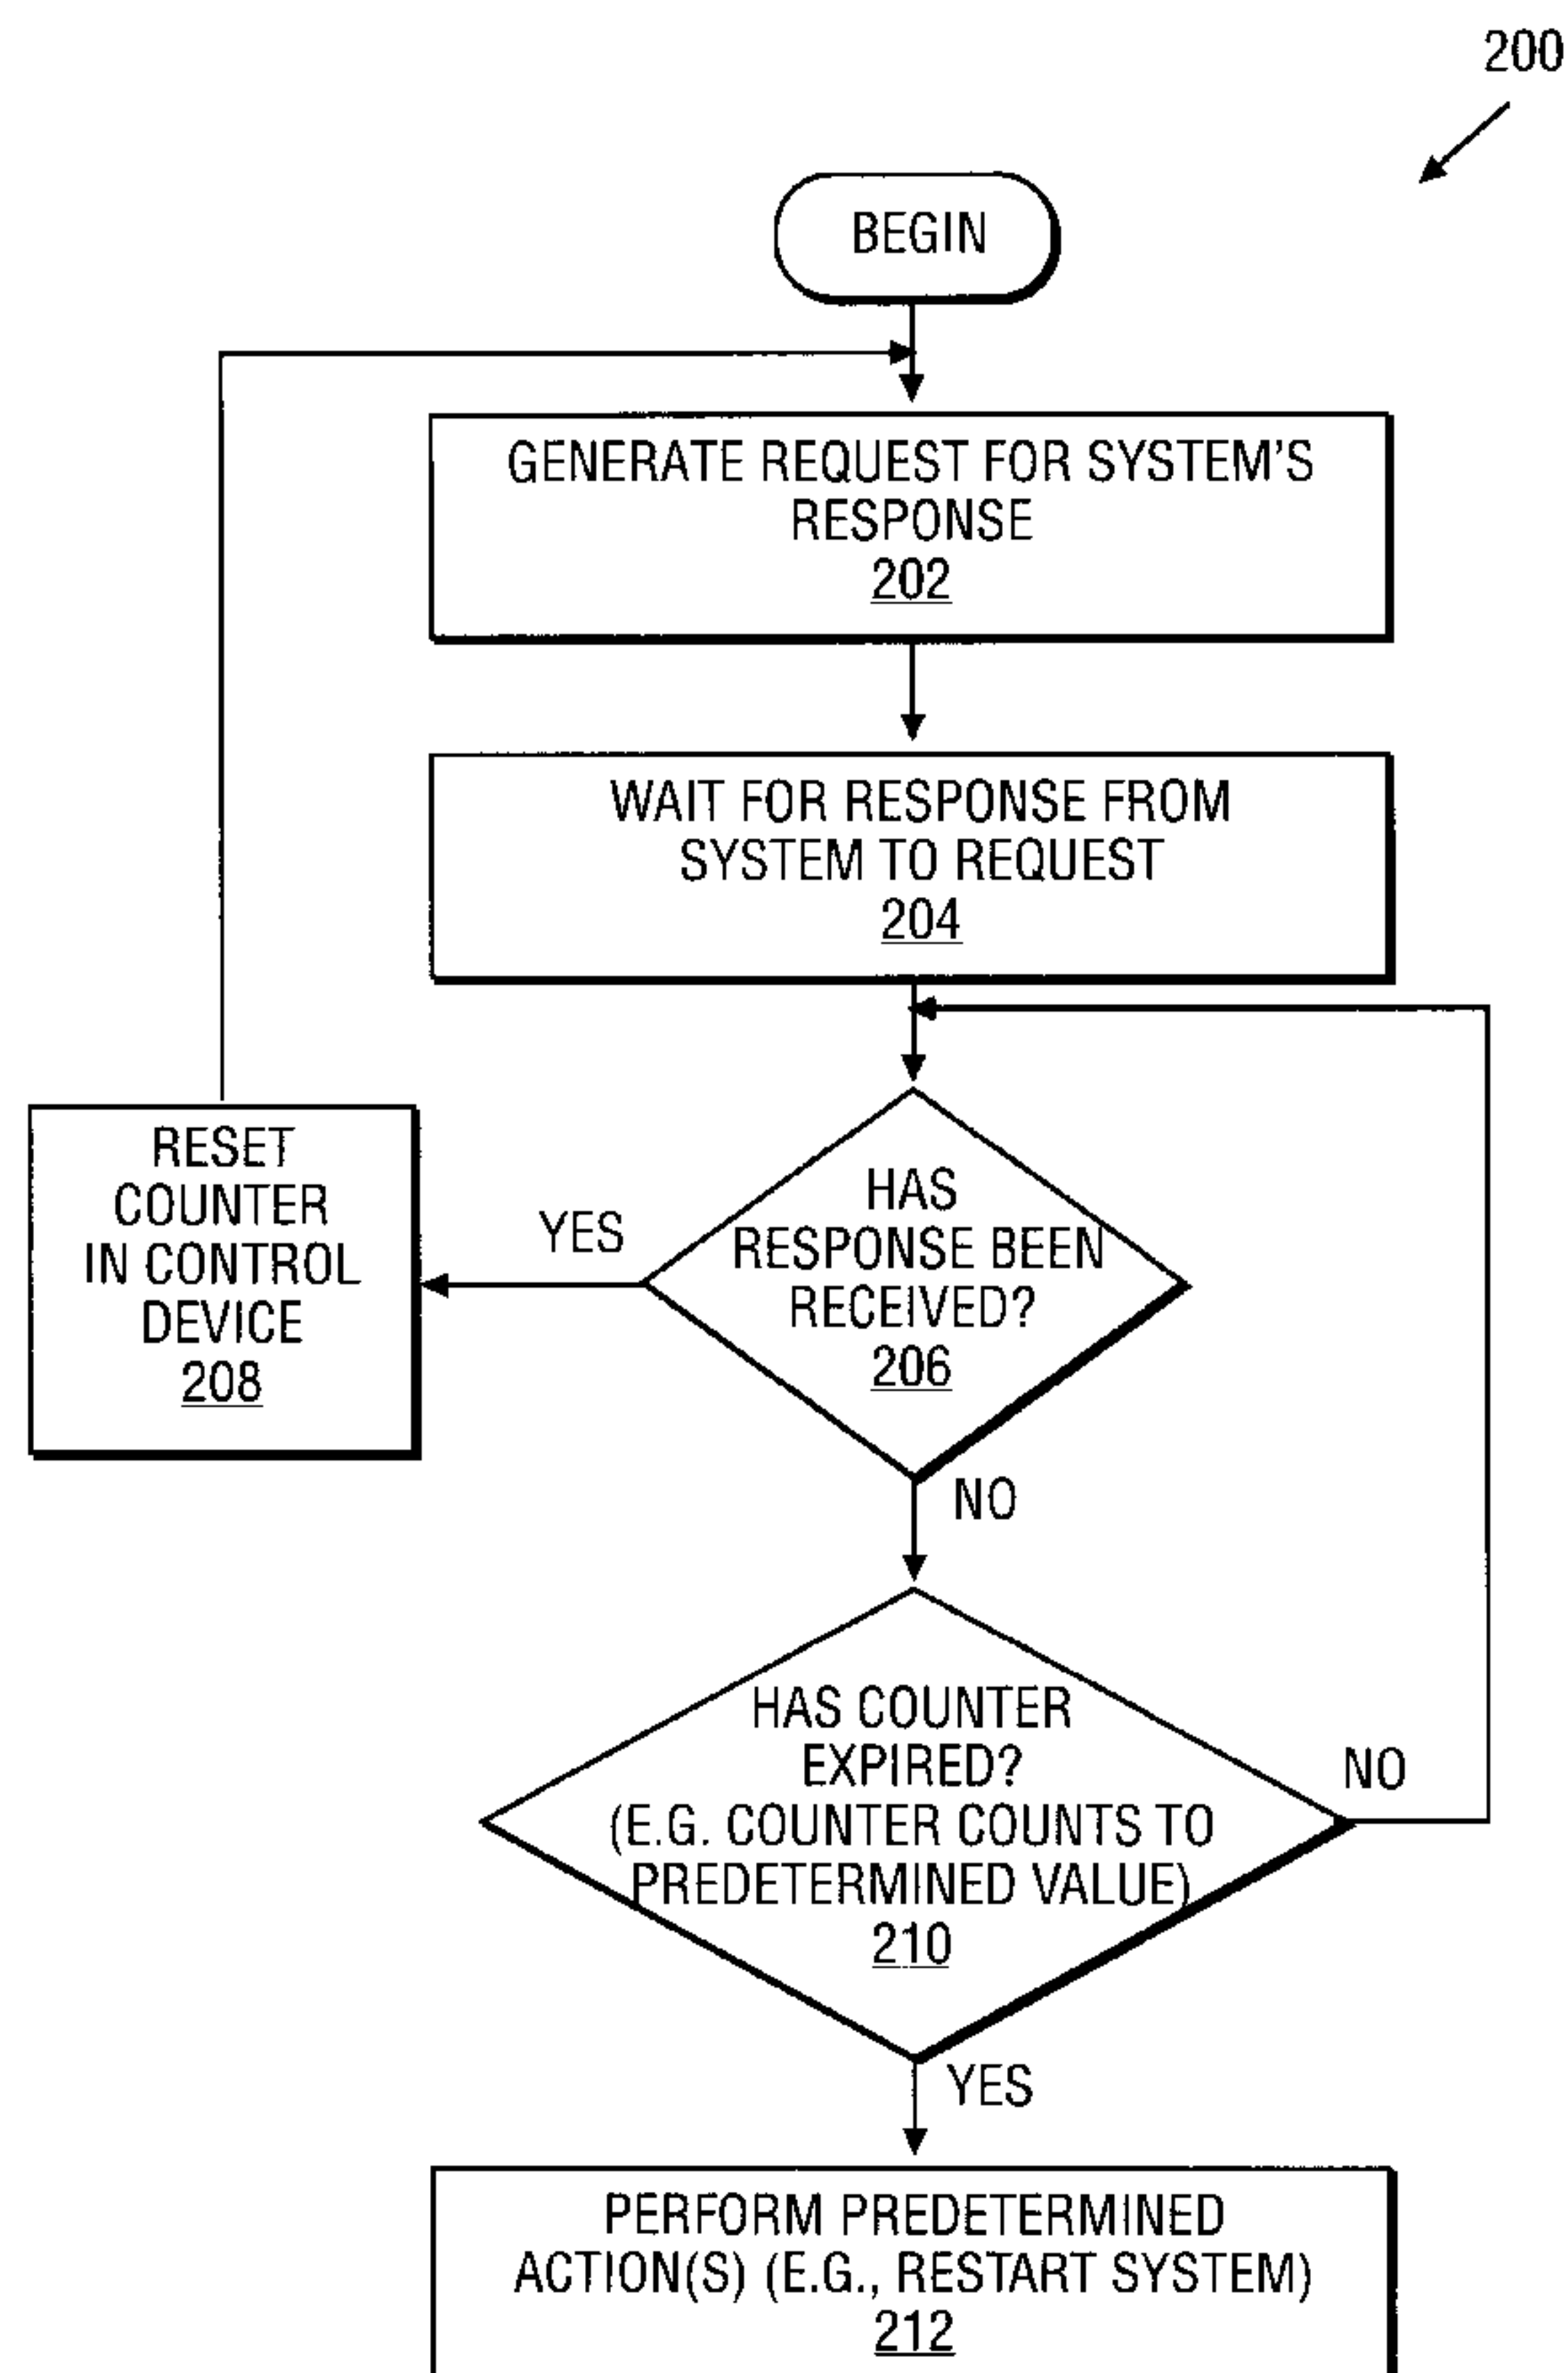 200
BEGIN
GENERATE REQUEST FOR SYSTEM'S
RESPONSE
202
WAIT FOR RESPONSE FROM
SYSTEM TO REQUEST
204
RESET
COUNTER
IN CONTROL
DEVICE
208
YES
HAS
RESPONSE BEEN
RECEIVED?
206
NO
HAS COUNTER
EXPIRED?
(E.G. COUNTER COUNTS TO
PREDETERMINED VALUE)
210
NO
YES
PERFORM PREDETERMINED
ACTION(S) (E.G., RESTART SYSTEM)
212